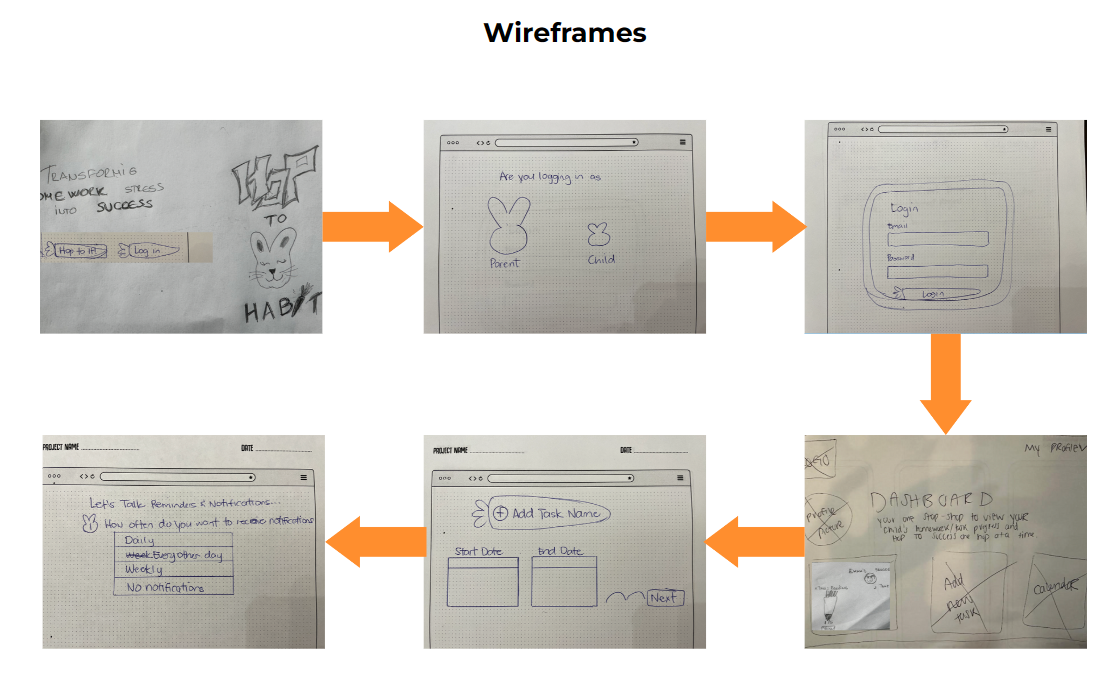 Wireframes
TRANSFORMIG
OMEWORK STRESS
INTO SUCCESS
Hop to it!
Log in
HOP
TO
HABIT
Are you logging in as
Parent
Child
Login
Email
Password
Login
My PROFILE
Profile
Picture
DASHBOARD
your one stop-shop to view your
child's homework/task progress and
hop to success one hop at a time.
Add
new
task
Calendar
PROJECT NAME
DATE
Add Task Name
Start Date
End Date
Next
PROJECT NAME
DATE
Let's Talk Reminders & Notifications...
How often do you want to receive notifications
Daily
Every other day
Weekly
No notifications